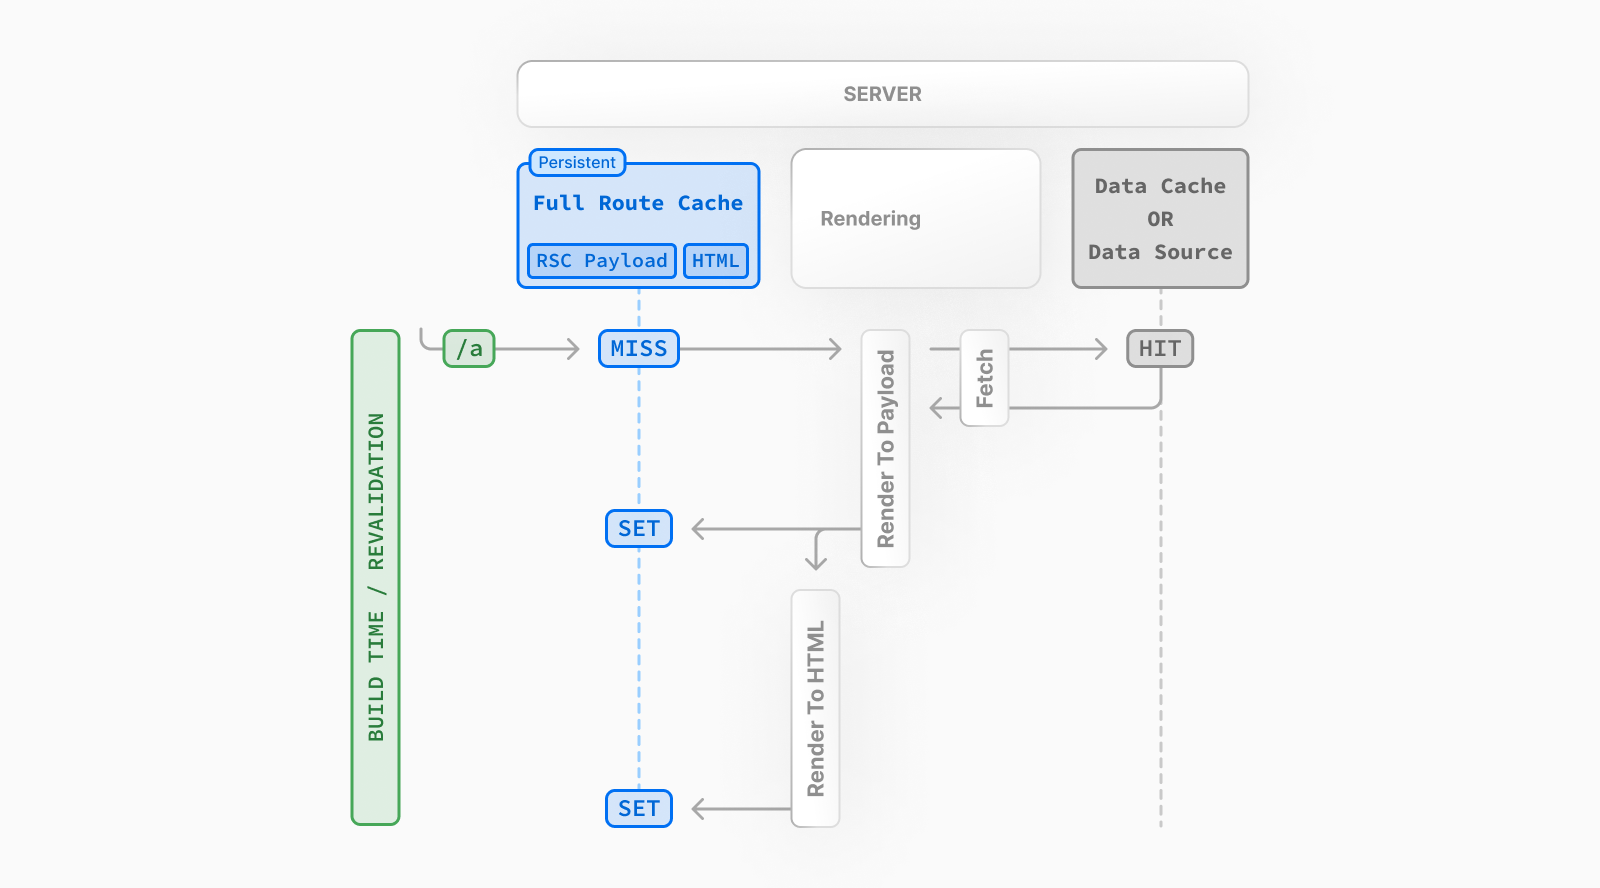 SERVER
Persistent
Full Route Cache
RSC Payload
HTML
Rendering
Data Cache
OR
Data Source
BUILD TIME / REVALIDATION
/a
MISS
Render To Payload
Fetch
HIT
SET
Render To HTML
SET